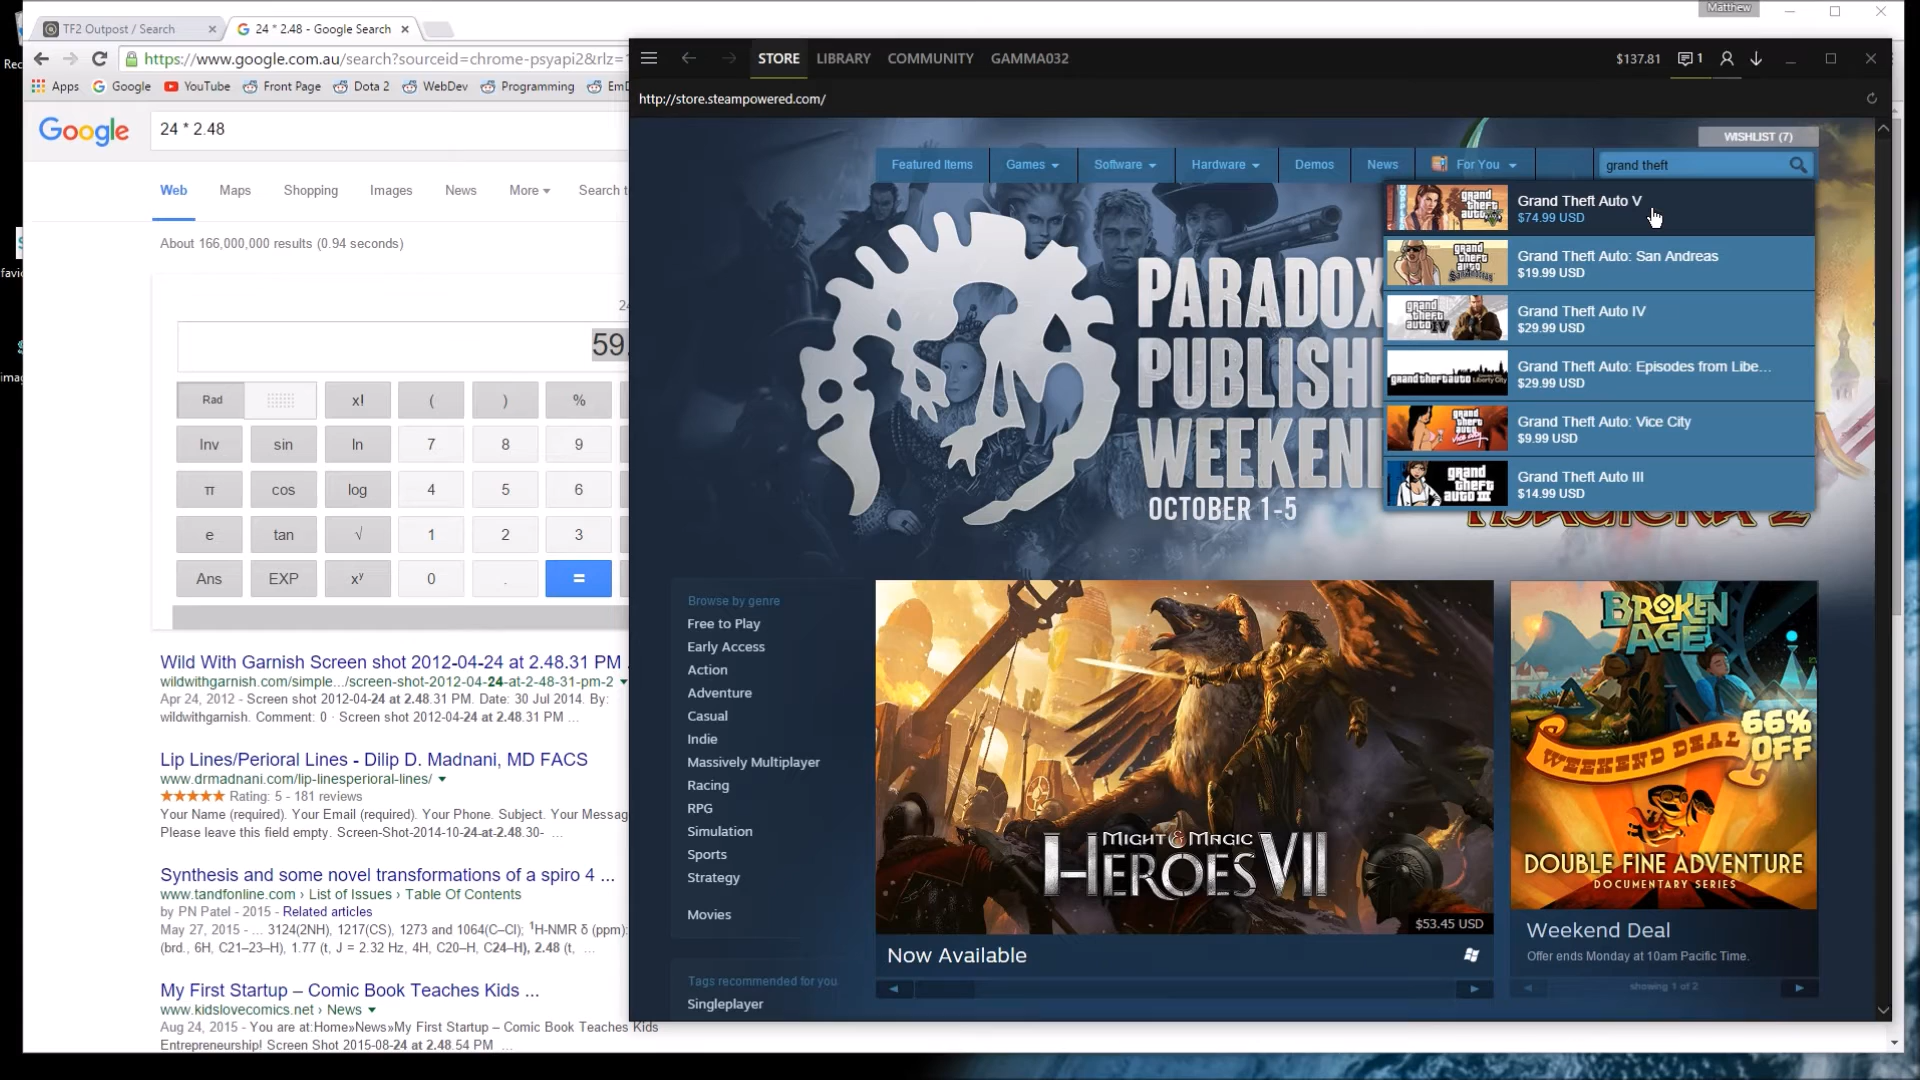 Matthew
TF2 Outpost / Search
24 * 2.48 - Google Search
https://www.google.com.au/search?sourceid=chrome-psyapi2&rlz=
Apps
Google
YouTube
Front Page
Dota 2
WebDev
Programming
Google
24 * 2.48
Web
Maps
Shopping
Images
News
More
About 166,000,000 results (0.94 seconds)
59.
Rad
x!
(
)
%
Inv
sin
ln
7
8
9
π
cos
log
4
5
6
e
tan
√
1
2
3
Ans
EXP
xʸ
0
.
=
Wild With Garnish Screen shot 2012-04-24 at 2.48.31 PM
wildwithgarnish.com/simple.../screen-shot-2012-04-24-at-2-48-31-pm-2
Apr 24, 2012 - Screen shot 2012-04-24 at 2.48.31 PM. Date: 30 Jul 2014. By:
wildwithgarnish. Comment: 0 · Screen shot 2012-04-24 at 2.48.31 PM ...
Lip Lines/Perioral Lines - Dilip D. Madnani, MD FACS
www.drmadnani.com/lip-linesperioral-lines/
★★★★★ Rating: 5 - 181 reviews
Your Name (required). Your Email (required). Your Phone. Subject. Your
Please leave this field empty. Screen-Shot-2014-10-24-at-2.48.30- ...
Synthesis and some novel transformations of a spiro 4 ...
www.tandfonline.com › List of Issues › Table Of Contents
by PN Patel - 2015 - Related articles
May 27, 2015 - ... 3124(2NH), 1217(CS), 1273 and 1064(C–Cl); ¹H-NMR δ (ppm):
(brd., 6H, C21–23–H), 1.77 (t, J = 2.32 Hz, 4H, C20–H, C24–H), 2.48 (t, ...
My First Startup – Comic Book Teaches Kids ...
www.kidslovecomics.net › News
Aug 24, 2015 - You are at:Home»News»My First Startup – Comic Book Teaches Kids
Entrepreneurship! Screen Shot 2015-08-24 at 2.48.54 PM ...
STORE
LIBRARY
COMMUNITY
GAMMA032
$137.81
1
http://store.steampowered.com/
WISHLIST (7)
Featured Items
Games
Software
Hardware
Demos
News
For You
grand theft
Grand Theft Auto V
$74.99 USD
Grand Theft Auto: San Andreas
$19.99 USD
Grand Theft Auto IV
$29.99 USD
Grand Theft Auto: Episodes from Libe...
$29.99 USD
Grand Theft Auto: Vice City
$9.99 USD
Grand Theft Auto III
$14.99 USD
PARADOX
PUBLISHE
WEEKEN
OCTOBER 1-5
Browse by genre
Free to Play
Early Access
Action
Adventure
Casual
Indie
Massively Multiplayer
Racing
RPG
Simulation
Sports
Strategy
Movies
Tags recommended for you
Singleplayer
MIGHT & MAGIC
HEROES VII
$53.45 USD
Now Available
BROKEN
AGE
66%
OFF
WEEKEND DEAL
DOUBLE FINE ADVENTURE
DOCUMENTARY SERIES
Weekend Deal
Offer ends Monday at 10am Pacific Time.
showing 1 of 2